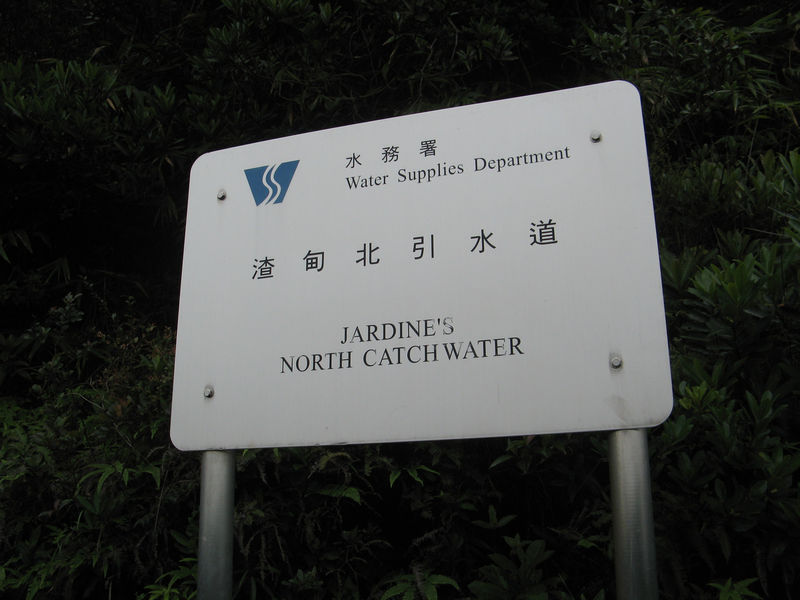 水務署
Water Supplies Department
渣甸北引水道
JARDINE'S
NORTH CATCHWATER